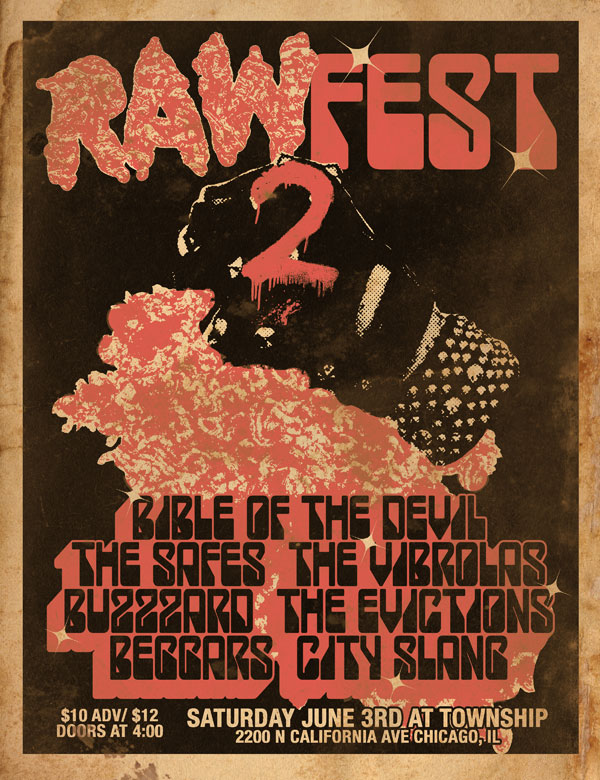 RAWFEST
2
BIBLE OF THE DEVIL
THE SAFES THE VIBROLAS
BUZZZARD THE EVICTIONS
BEGGARS CITY SLANG
$10 ADV/ $12
DOORS AT 4:00
SATURDAY JUNE 3RD AT TOWNSHIP
2200 N CALIFORNIA AVE CHICAGO, IL